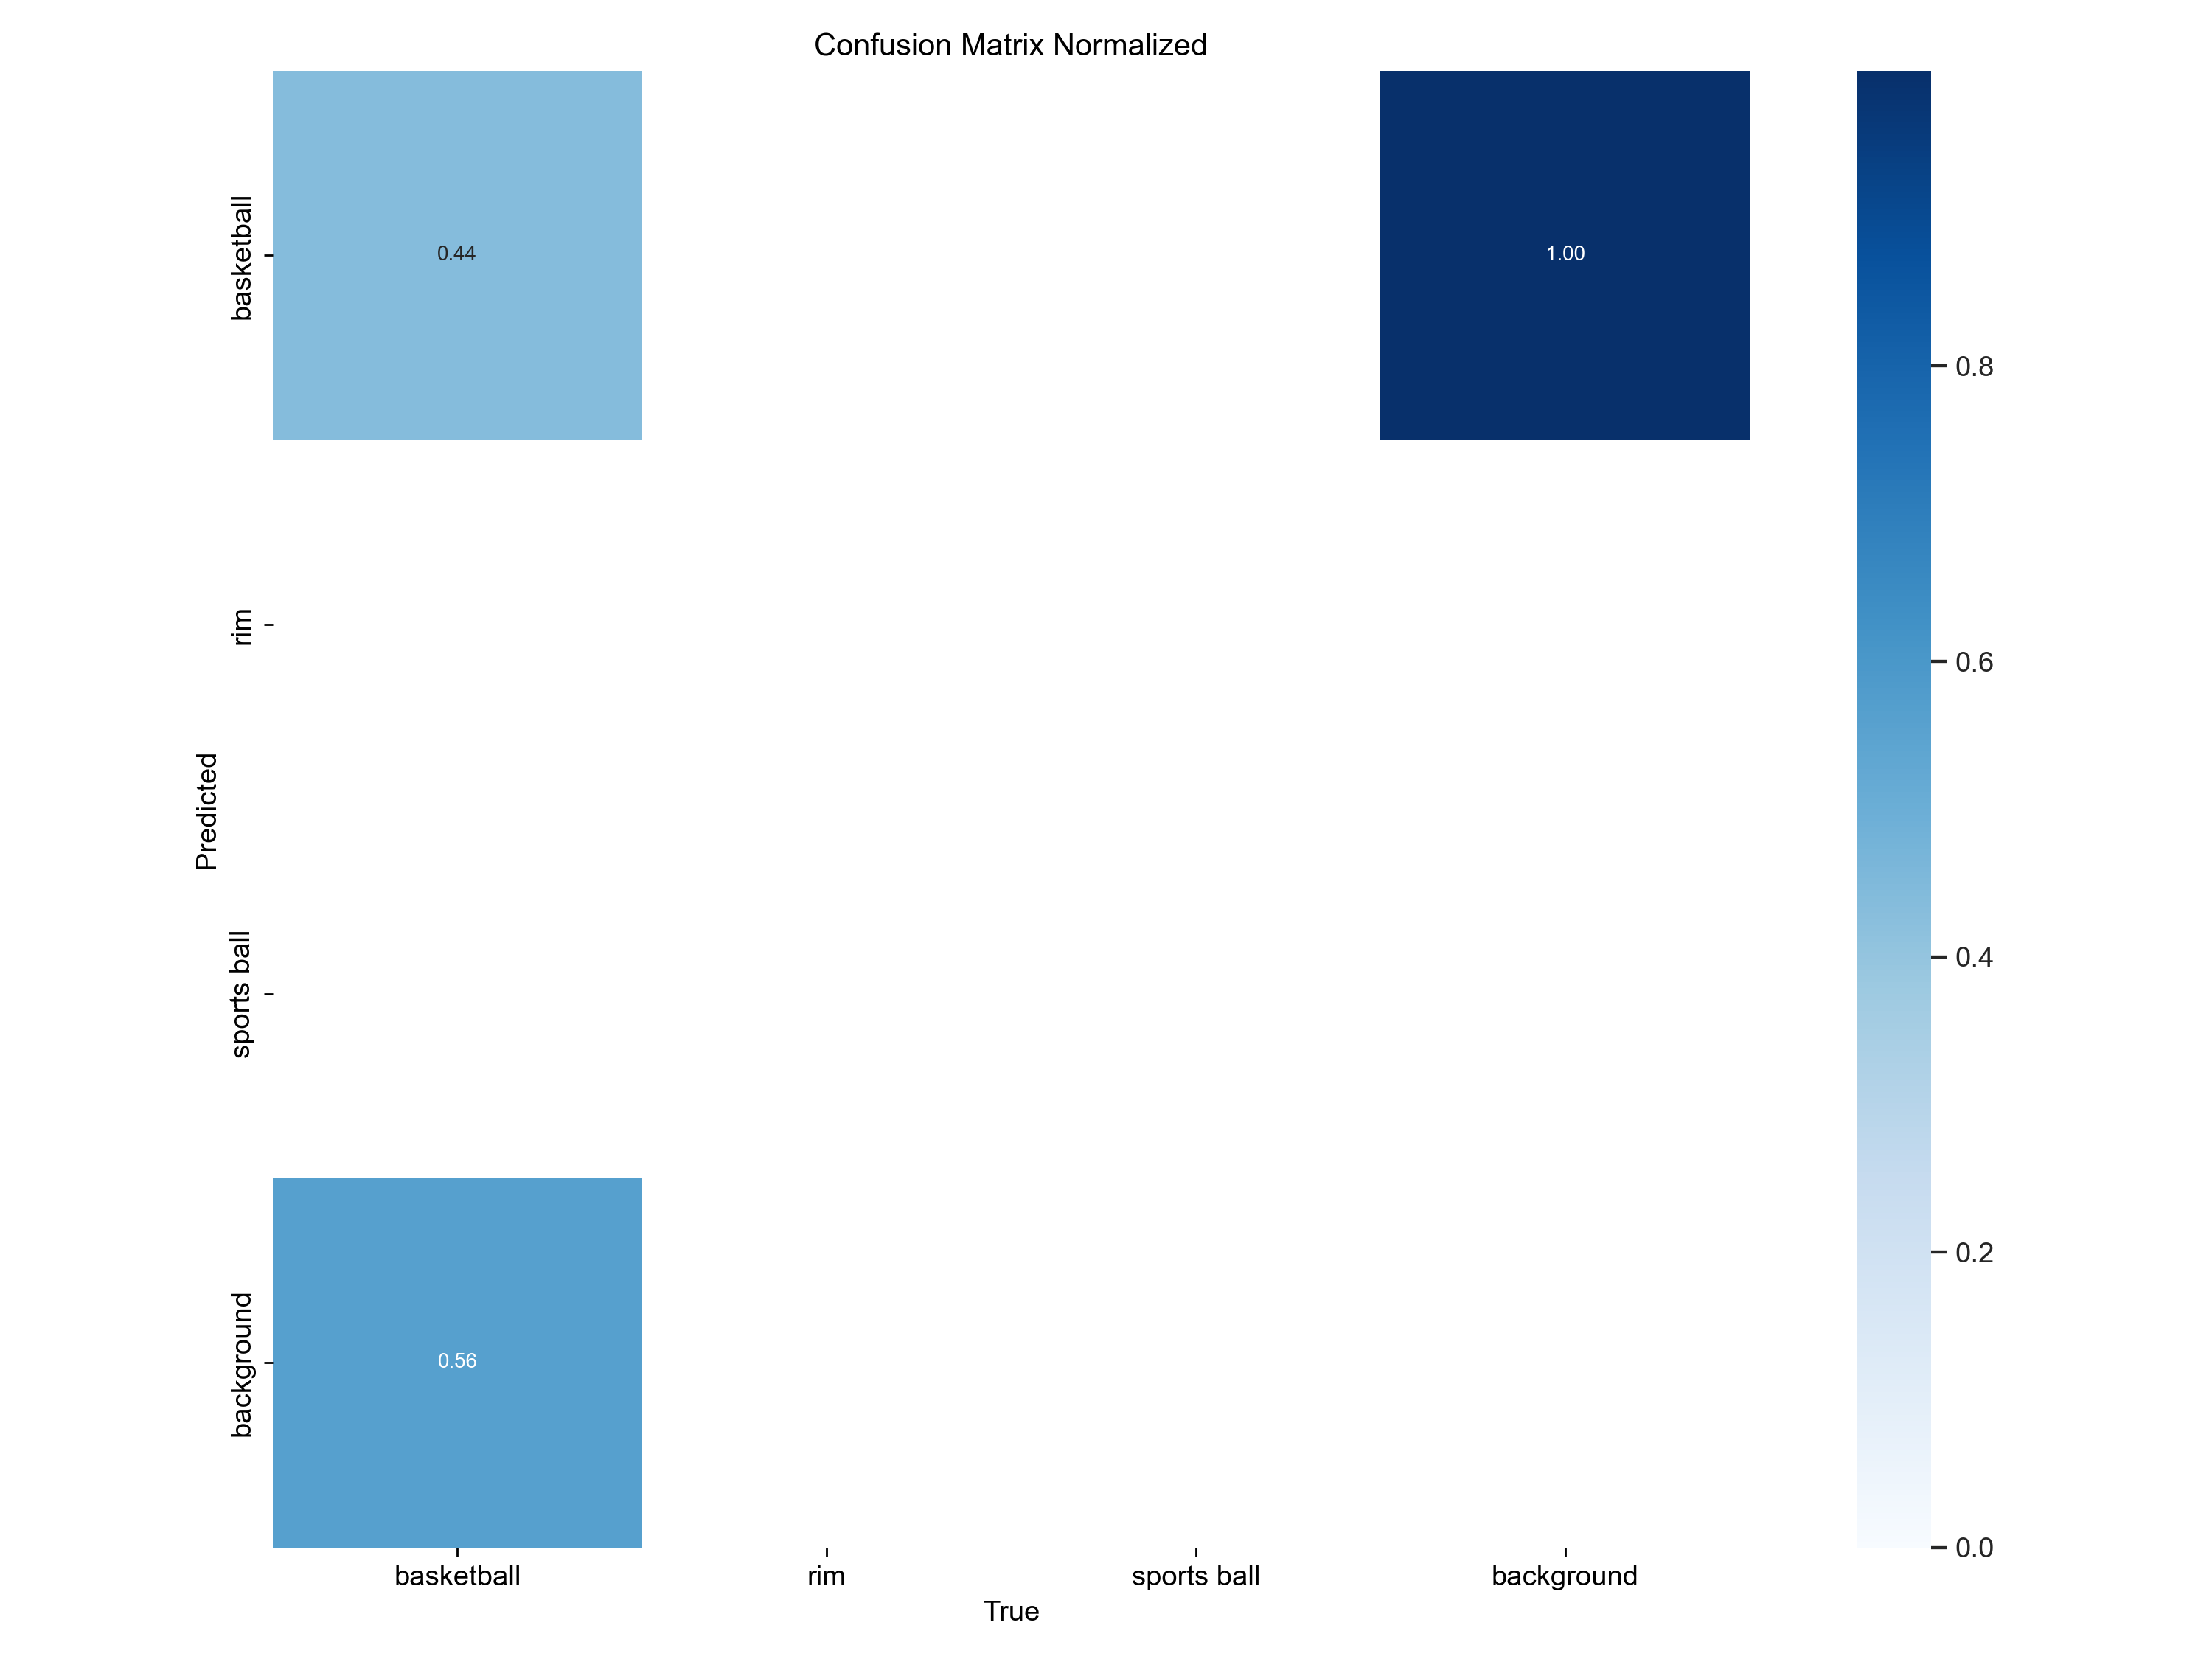 Confusion Matrix Normalized
basketball
0.44
1.00
rim
Predicted
sports ball
background
0.56
basketball
rim
sports ball
background
True
0.8
0.6
0.4
0.2
0.0